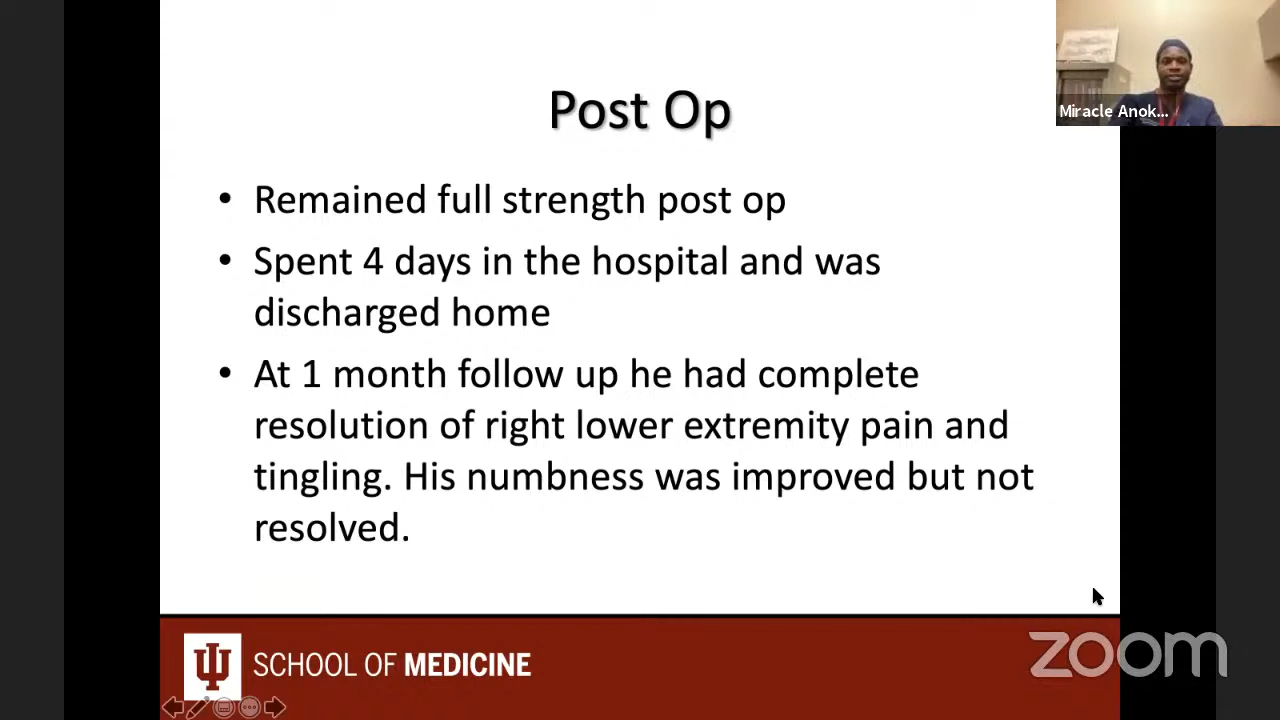 Post Op
Miracle Anok...
• Remained full strength post op
• Spent 4 days in the hospital and was
discharged home
• At 1 month follow up he had complete
resolution of right lower extremity pain and
tingling. His numbness was improved but not
resolved.
SCHOOL OF MEDICINE
zoom